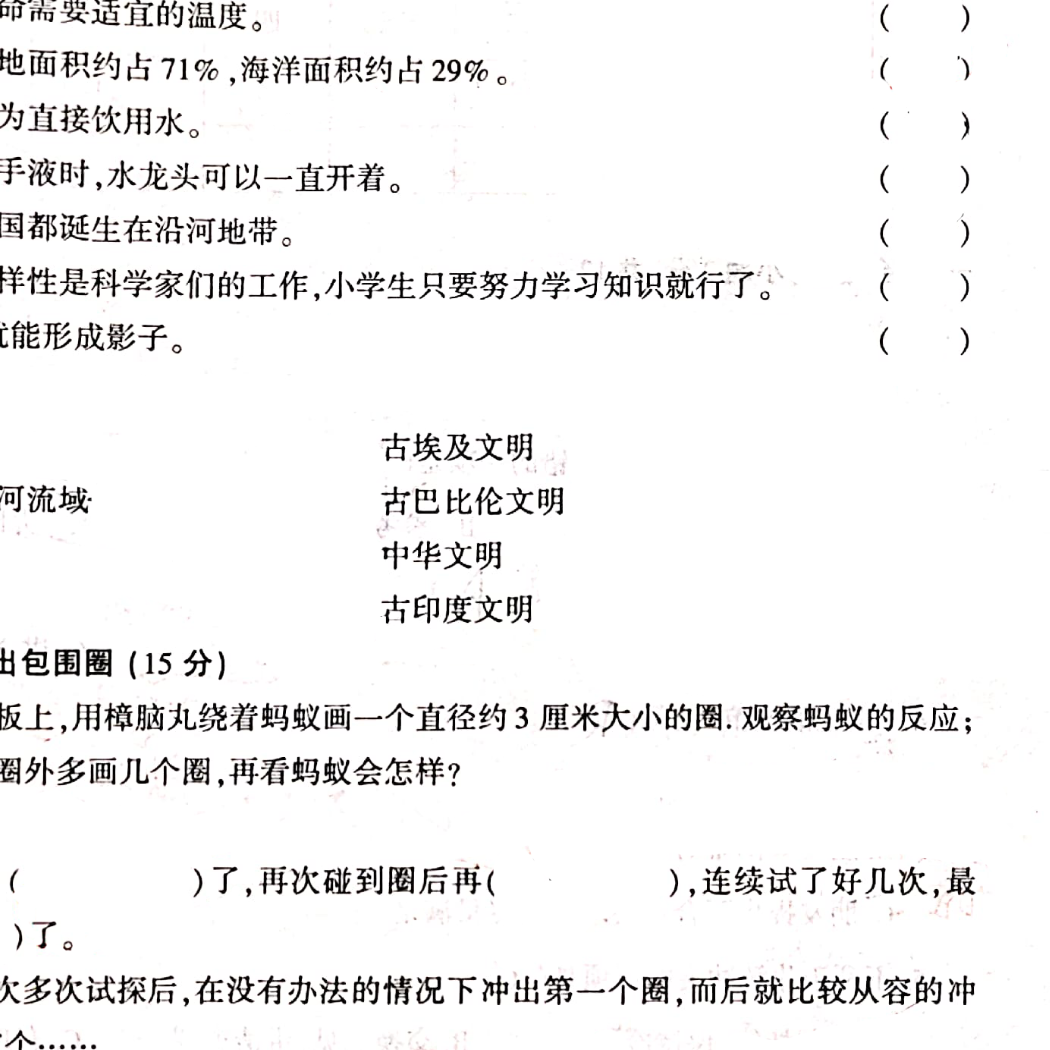 命需要适宜的温度。 ( )
地面积约占71%,海洋面积约占29%。 ( )
为直接饮用水。 ( )
手液时,水龙头可以一直开着。 ( )
国都诞生在沿河地带。 ( )
样性是科学家们的工作,小学生只要努力学习知识就行了。 ( )
就能形成影子。 ( )
古埃及文明
河流域 古巴比伦文明
中华文明
古印度文明
出包围圈 (15分)
板上,用樟脑丸绕着蚂蚁画一个直径约3厘米大小的圈.观察蚂蚁的反应;
圈外多画几个圈,再看蚂蚁会怎样?
( )了,再次碰到圈后再( ),连续试了好几次,最
)了。
次多次试探后,在没有办法的情况下冲出第一个圈,而后就比较从容的冲
个……